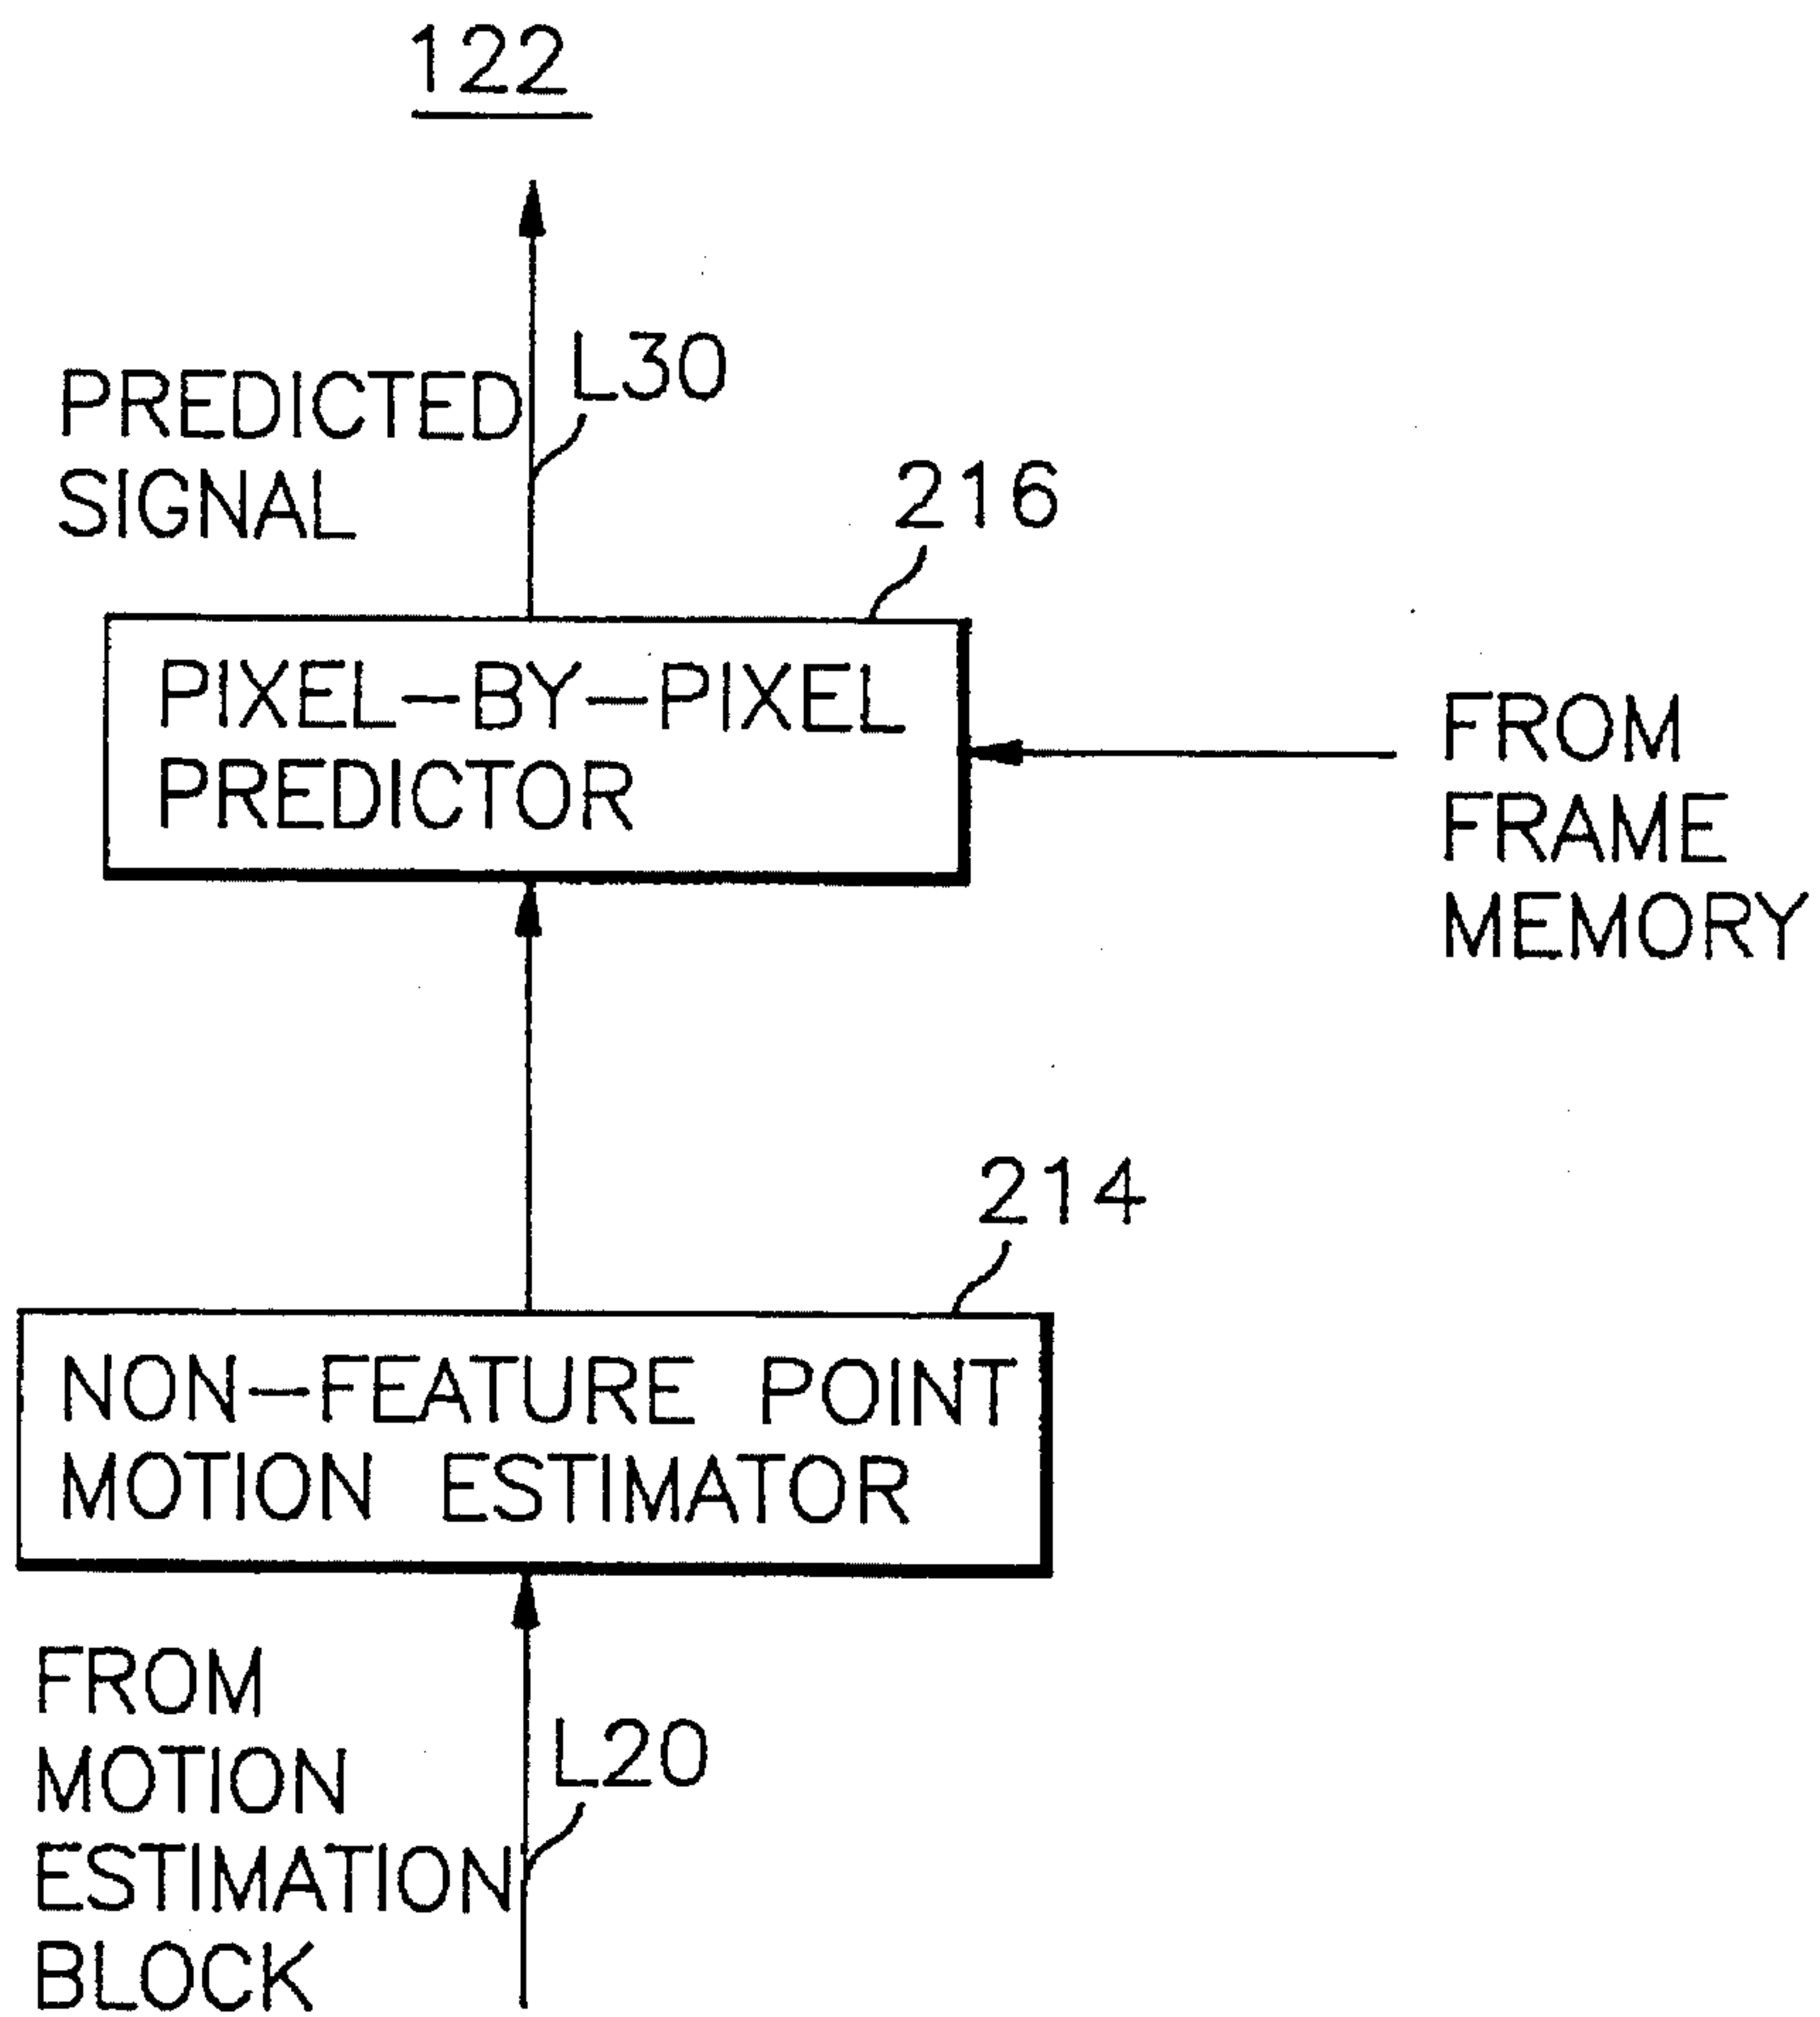 122
L30
PREDICTED
SIGNAL
216
PIXEL-BY-PIXEL
PREDICTOR
FROM
FRAME
MEMORY
214
NON-FEATURE POINT
MOTION ESTIMATOR
FROM
MOTION
ESTIMATION
BLOCK
L20